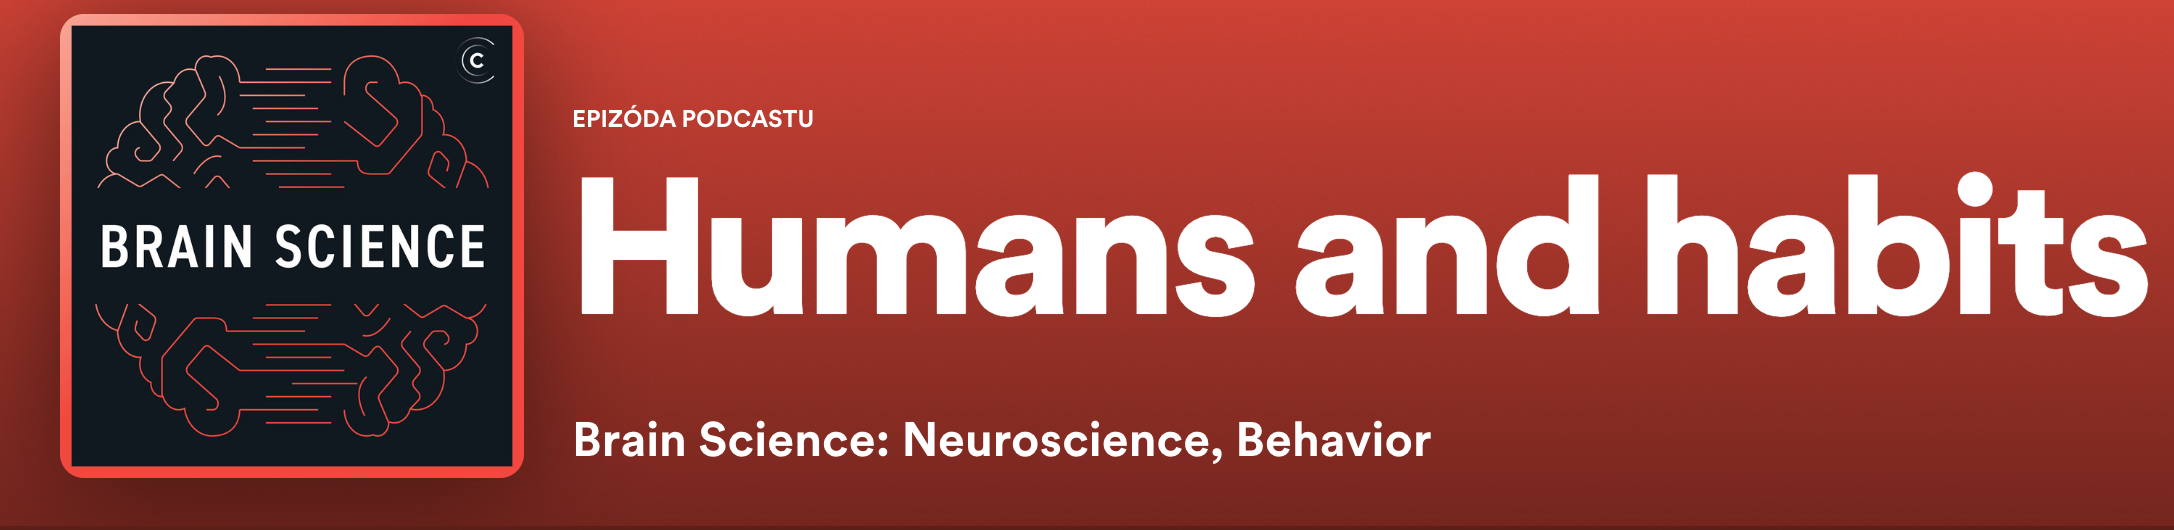 C
BRAIN SCIENCE
EPIZÓDA PODCASTU
Humans and habits
Brain Science: Neuroscience, Behavior